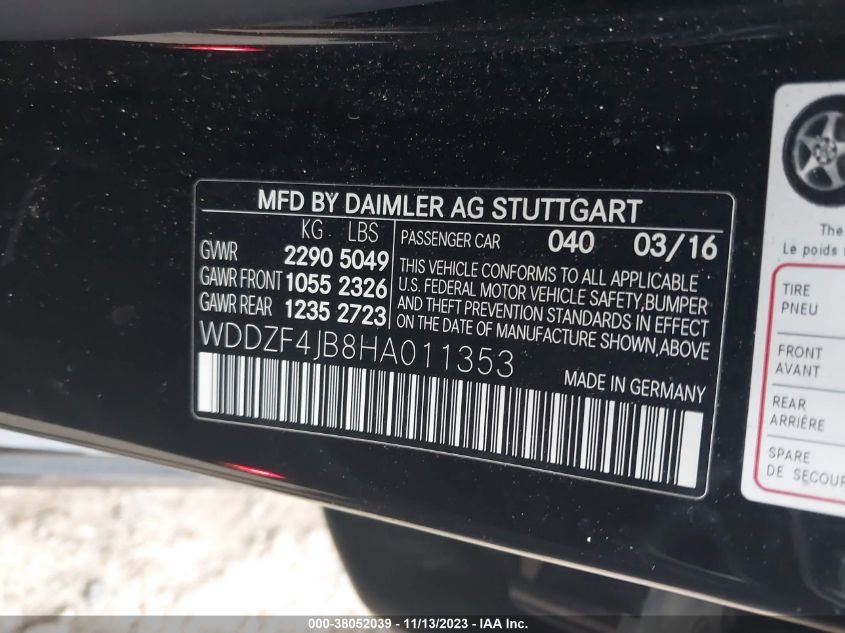 MFD BY DAIMLER AG STUTTGART
KG LBS
GVWR 2290 5049
GAWR FRONT 1055 2326
GAWR REAR 1235 2723
PASSENGER CAR 040 03/16
THIS VEHICLE CONFORMS TO ALL APPLICABLE
U.S. FEDERAL MOTOR VEHICLE SAFETY,BUMPER
AND THEFT PREVENTION STANDARDS IN EFFECT
ON THE DATE OF MANUFACTURE SHOWN,ABOVE
WDDZF4JB8HA011353
MADE IN GERMANY
The
Le poids
TIRE
PNEU
FRONT
AVANT
REAR
ARRIÈRE
SPARE
DE SECOUR
000-38052039 - 11/13/2023 - IAA Inc.